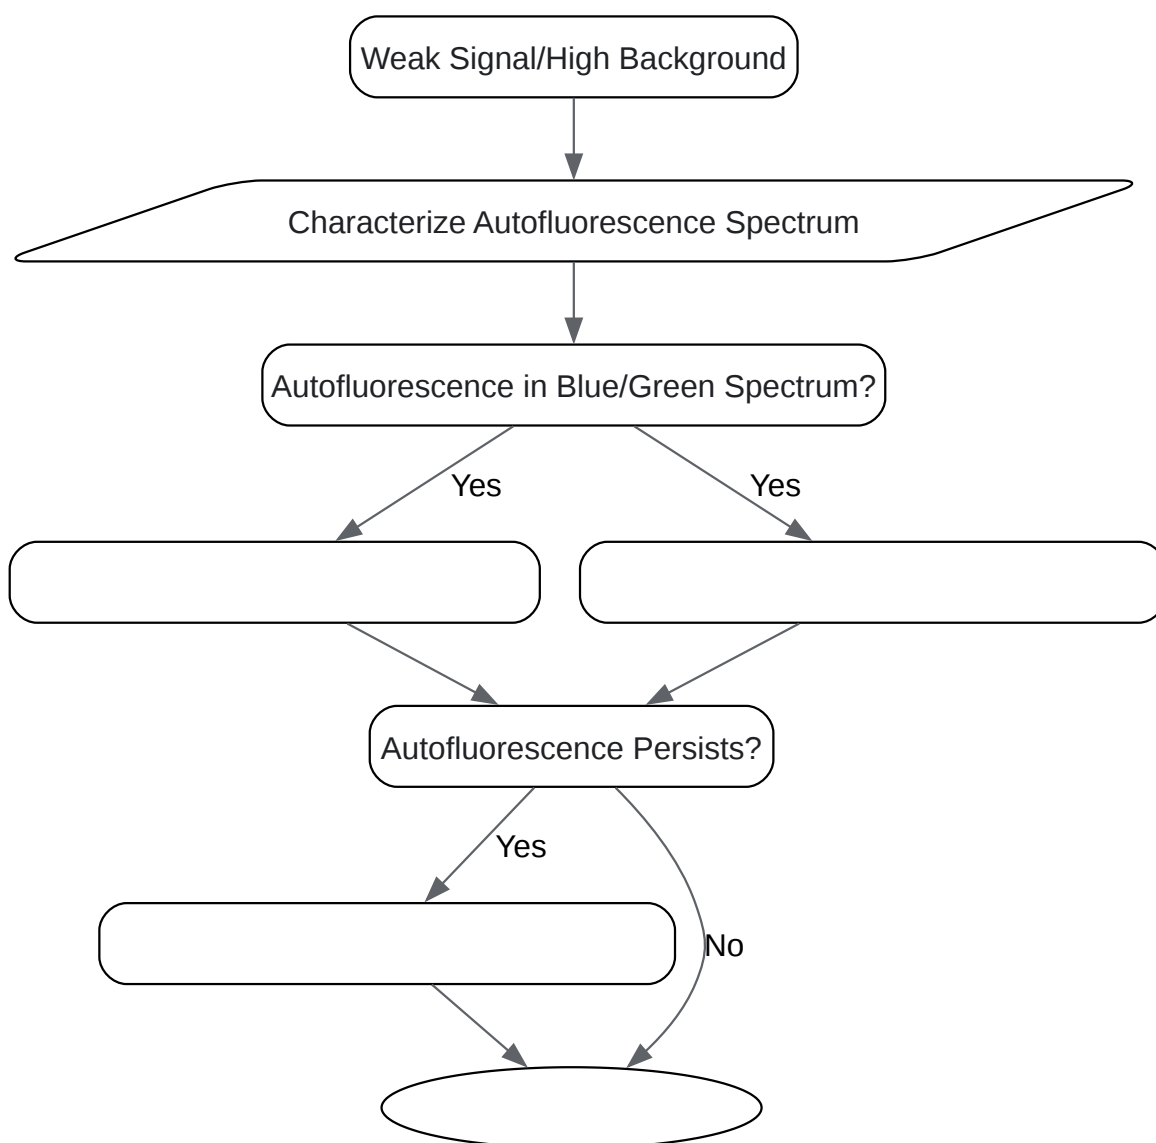 Weak Signal/High Background
Characterize Autofluorescence Spectrum
Autofluorescence in Blue/Green Spectrum?
Yes
Yes
Autofluorescence Persists?
Yes
No